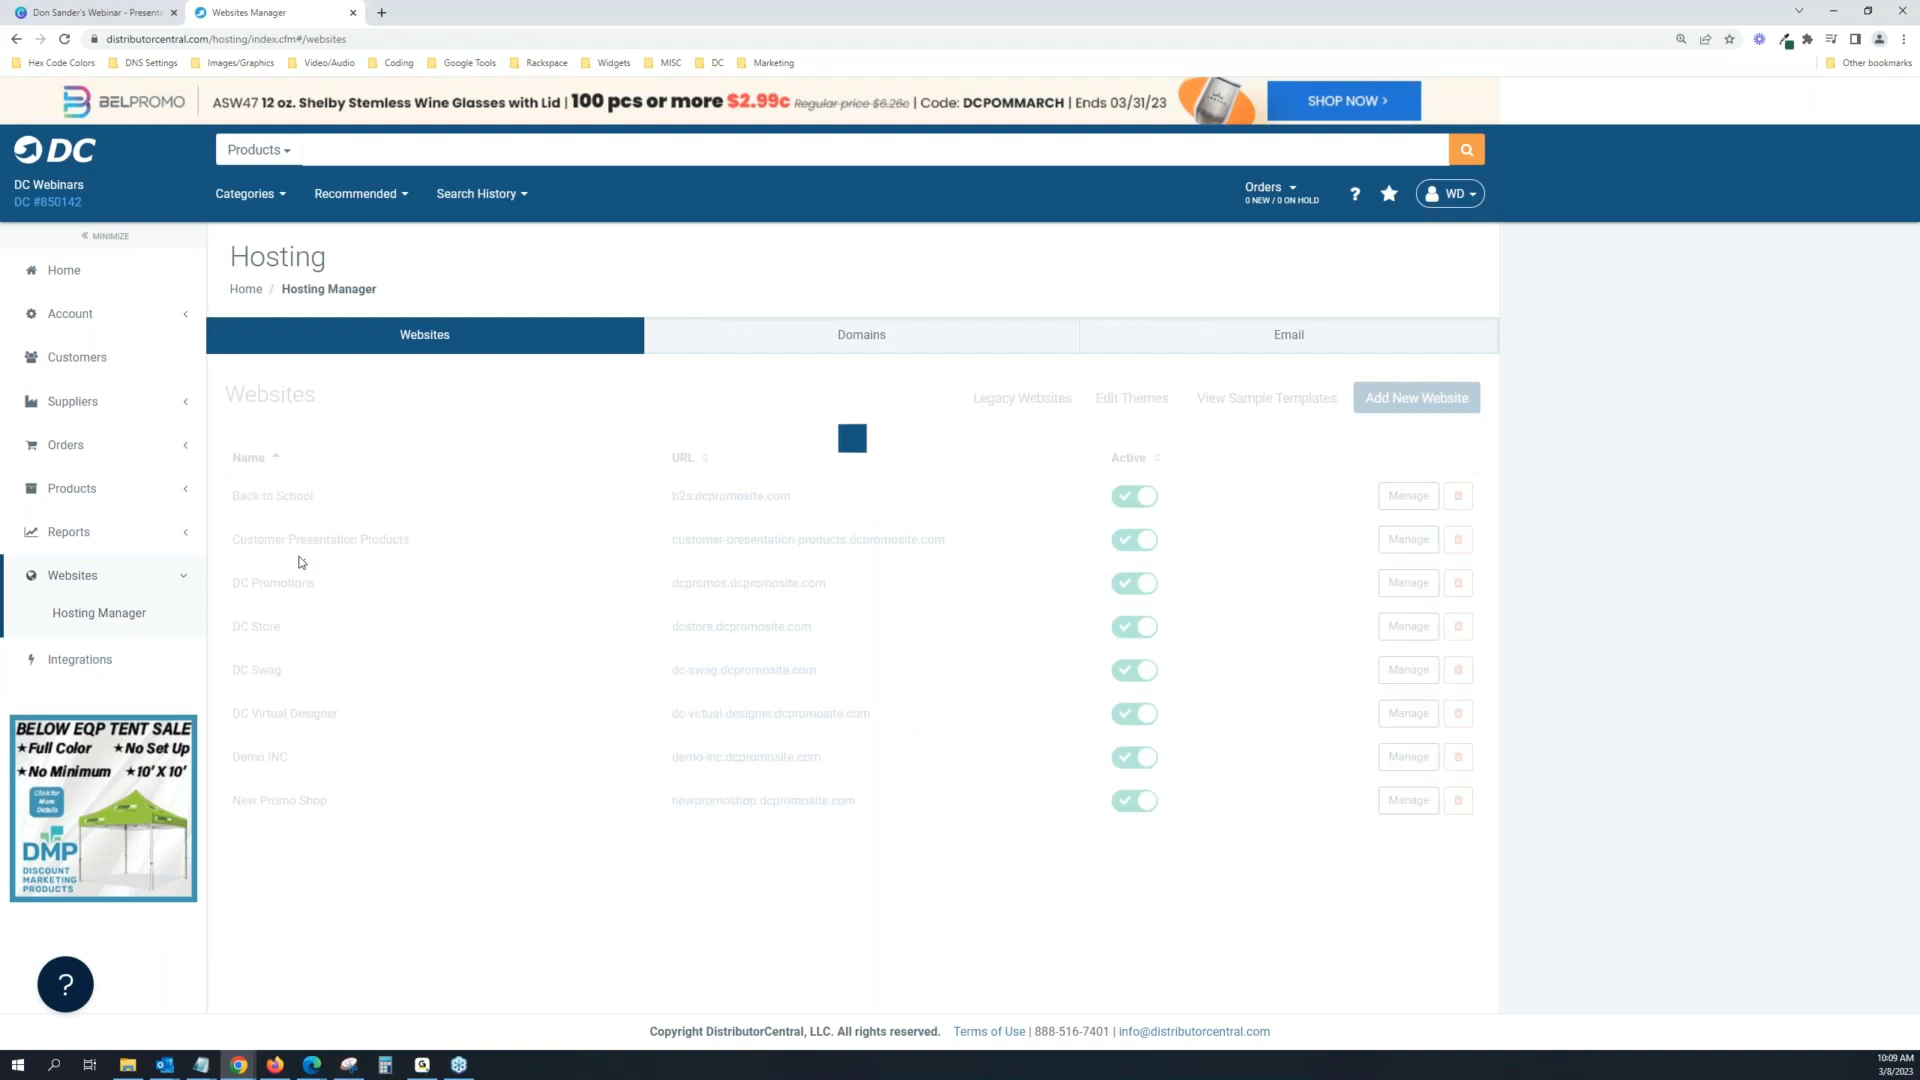 Don Sander's Webinar - Presenta
Websites Manager
distributorcentral.com/hosting/index.cfm#/websites
Hex Code Colors
DNS Settings
Images/Graphics
Video/Audio
Coding
Google Tools
Rackspace
Widgets
MISC
DC
Marketing
Other bookmarks
BELPROMO
ASW47 12 oz. Shelby Stemless Wine Glasses with Lid | 100 pcs or more $2.99c Regular price $6.26c | Code: DCPOMMARCH | Ends 03/31/23
SHOP NOW >
DC
Products
DC Webinars
DC #850142
Categories
Recommended
Search History
Orders
0 NEW / 0 ON HOLD
?
WD
MINIMIZE
Home
Account
Customers
Suppliers
Orders
Products
Reports
Websites
Hosting Manager
Integrations
Hosting
Home / Hosting Manager
Websites
Domains
Email
Websites
Legacy Websites
Edit Themes
View Sample Templates
Add New Website
Name
URL
Active
Back to School
b2s.dcpromosite.com
Manage
Customer Presentation Products
customer-presentation-products.dcpromosite.com
Manage
DC Promotions
dcpromos.dcpromosite.com
Manage
DC Store
dcstore.dcpromosite.com
Manage
DC Swag
dc-swag.dcpromosite.com
Manage
DC Virtual Designer
dc-virtual-designer.dcpromosite.com
Manage
Demo INC
demo-inc.dcpromosite.com
Manage
New Promo Shop
newpromoshop.dcpromosite.com
Manage
BELOW EQP TENT SALE
★Full Color ★No Set Up
★No Minimum ★10'X10'
Click for
More
Details
DMP
DISCOUNT
MARKETING
PRODUCTS
?
Copyright DistributorCentral, LLC. All rights reserved. Terms of Use | 888-516-7401 | info@distributorcentral.com
10:09 AM
3/8/2023